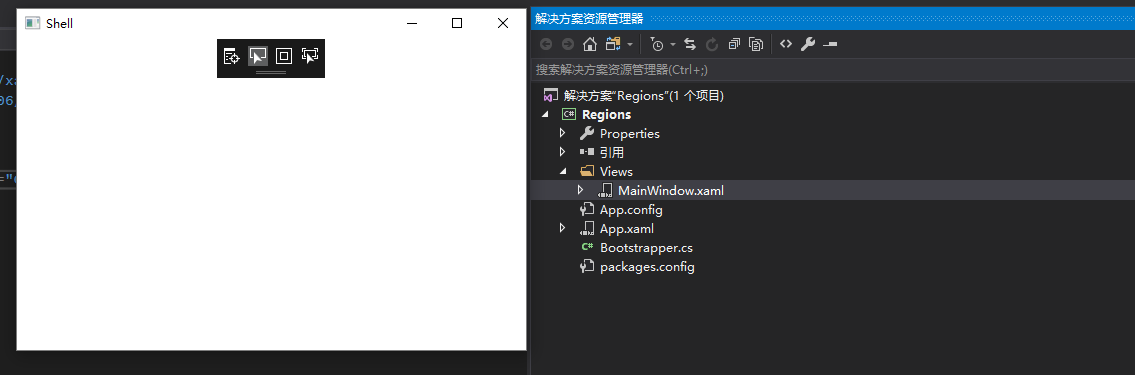 Shell
解决方案资源管理器
搜索解决方案资源管理器(Ctrl+;)
解决方案"Regions"(1 个项目)
C# Regions
Properties
引用
Views
MainWindow.xaml
App.config
App.xaml
C# Bootstrapper.cs
packages.config